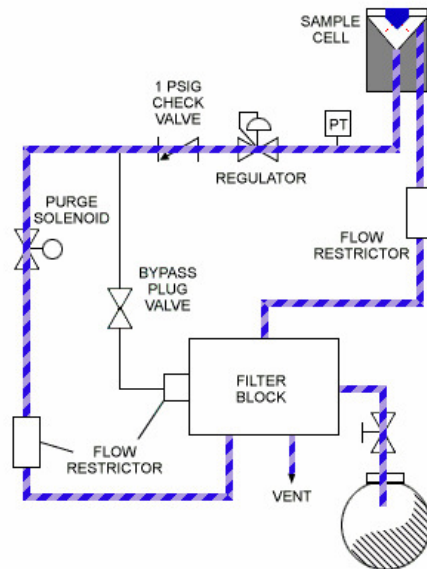 SAMPLE
CELL
1 PSIG
CHECK
VALVE
PT
REGULATOR
PURGE
SOLENOID
FLOW
RESTRICTOR
BYPASS
PLUG
VALVE
FILTER
BLOCK
FLOW
RESTRICTOR
VENT